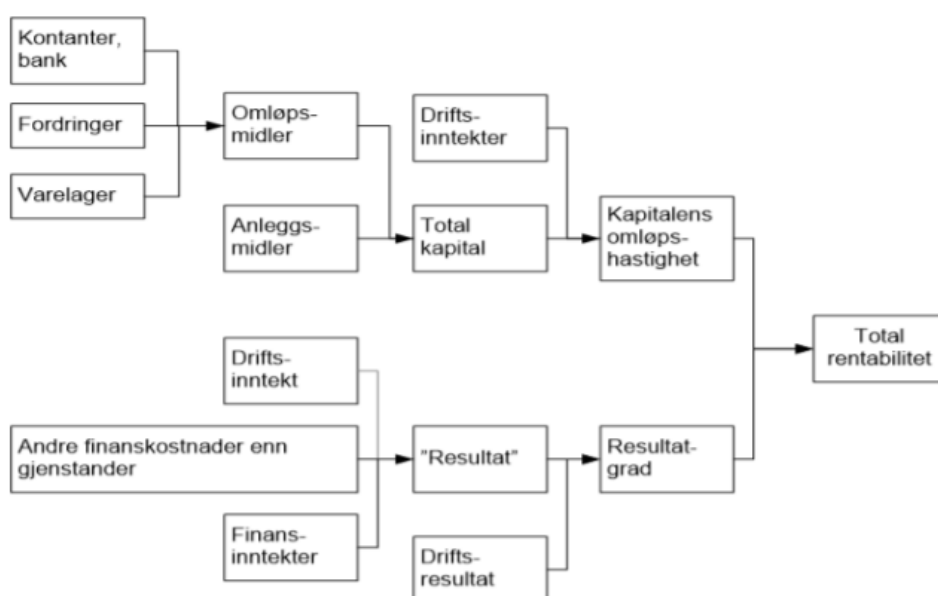 Kontanter,
bank
Fordringer
Varelager
Omløps-
midler
Anleggs-
midler
Drifts-
inntekter
Total
kapital
Kapitalens
omløps-
hastighet
Total
rentabilitet
Drifts-
inntekt
Andre finanskostnader enn
gjenstander
Finans-
inntekter
"Resultat"
Drifts-
resultat
Resultat-
grad